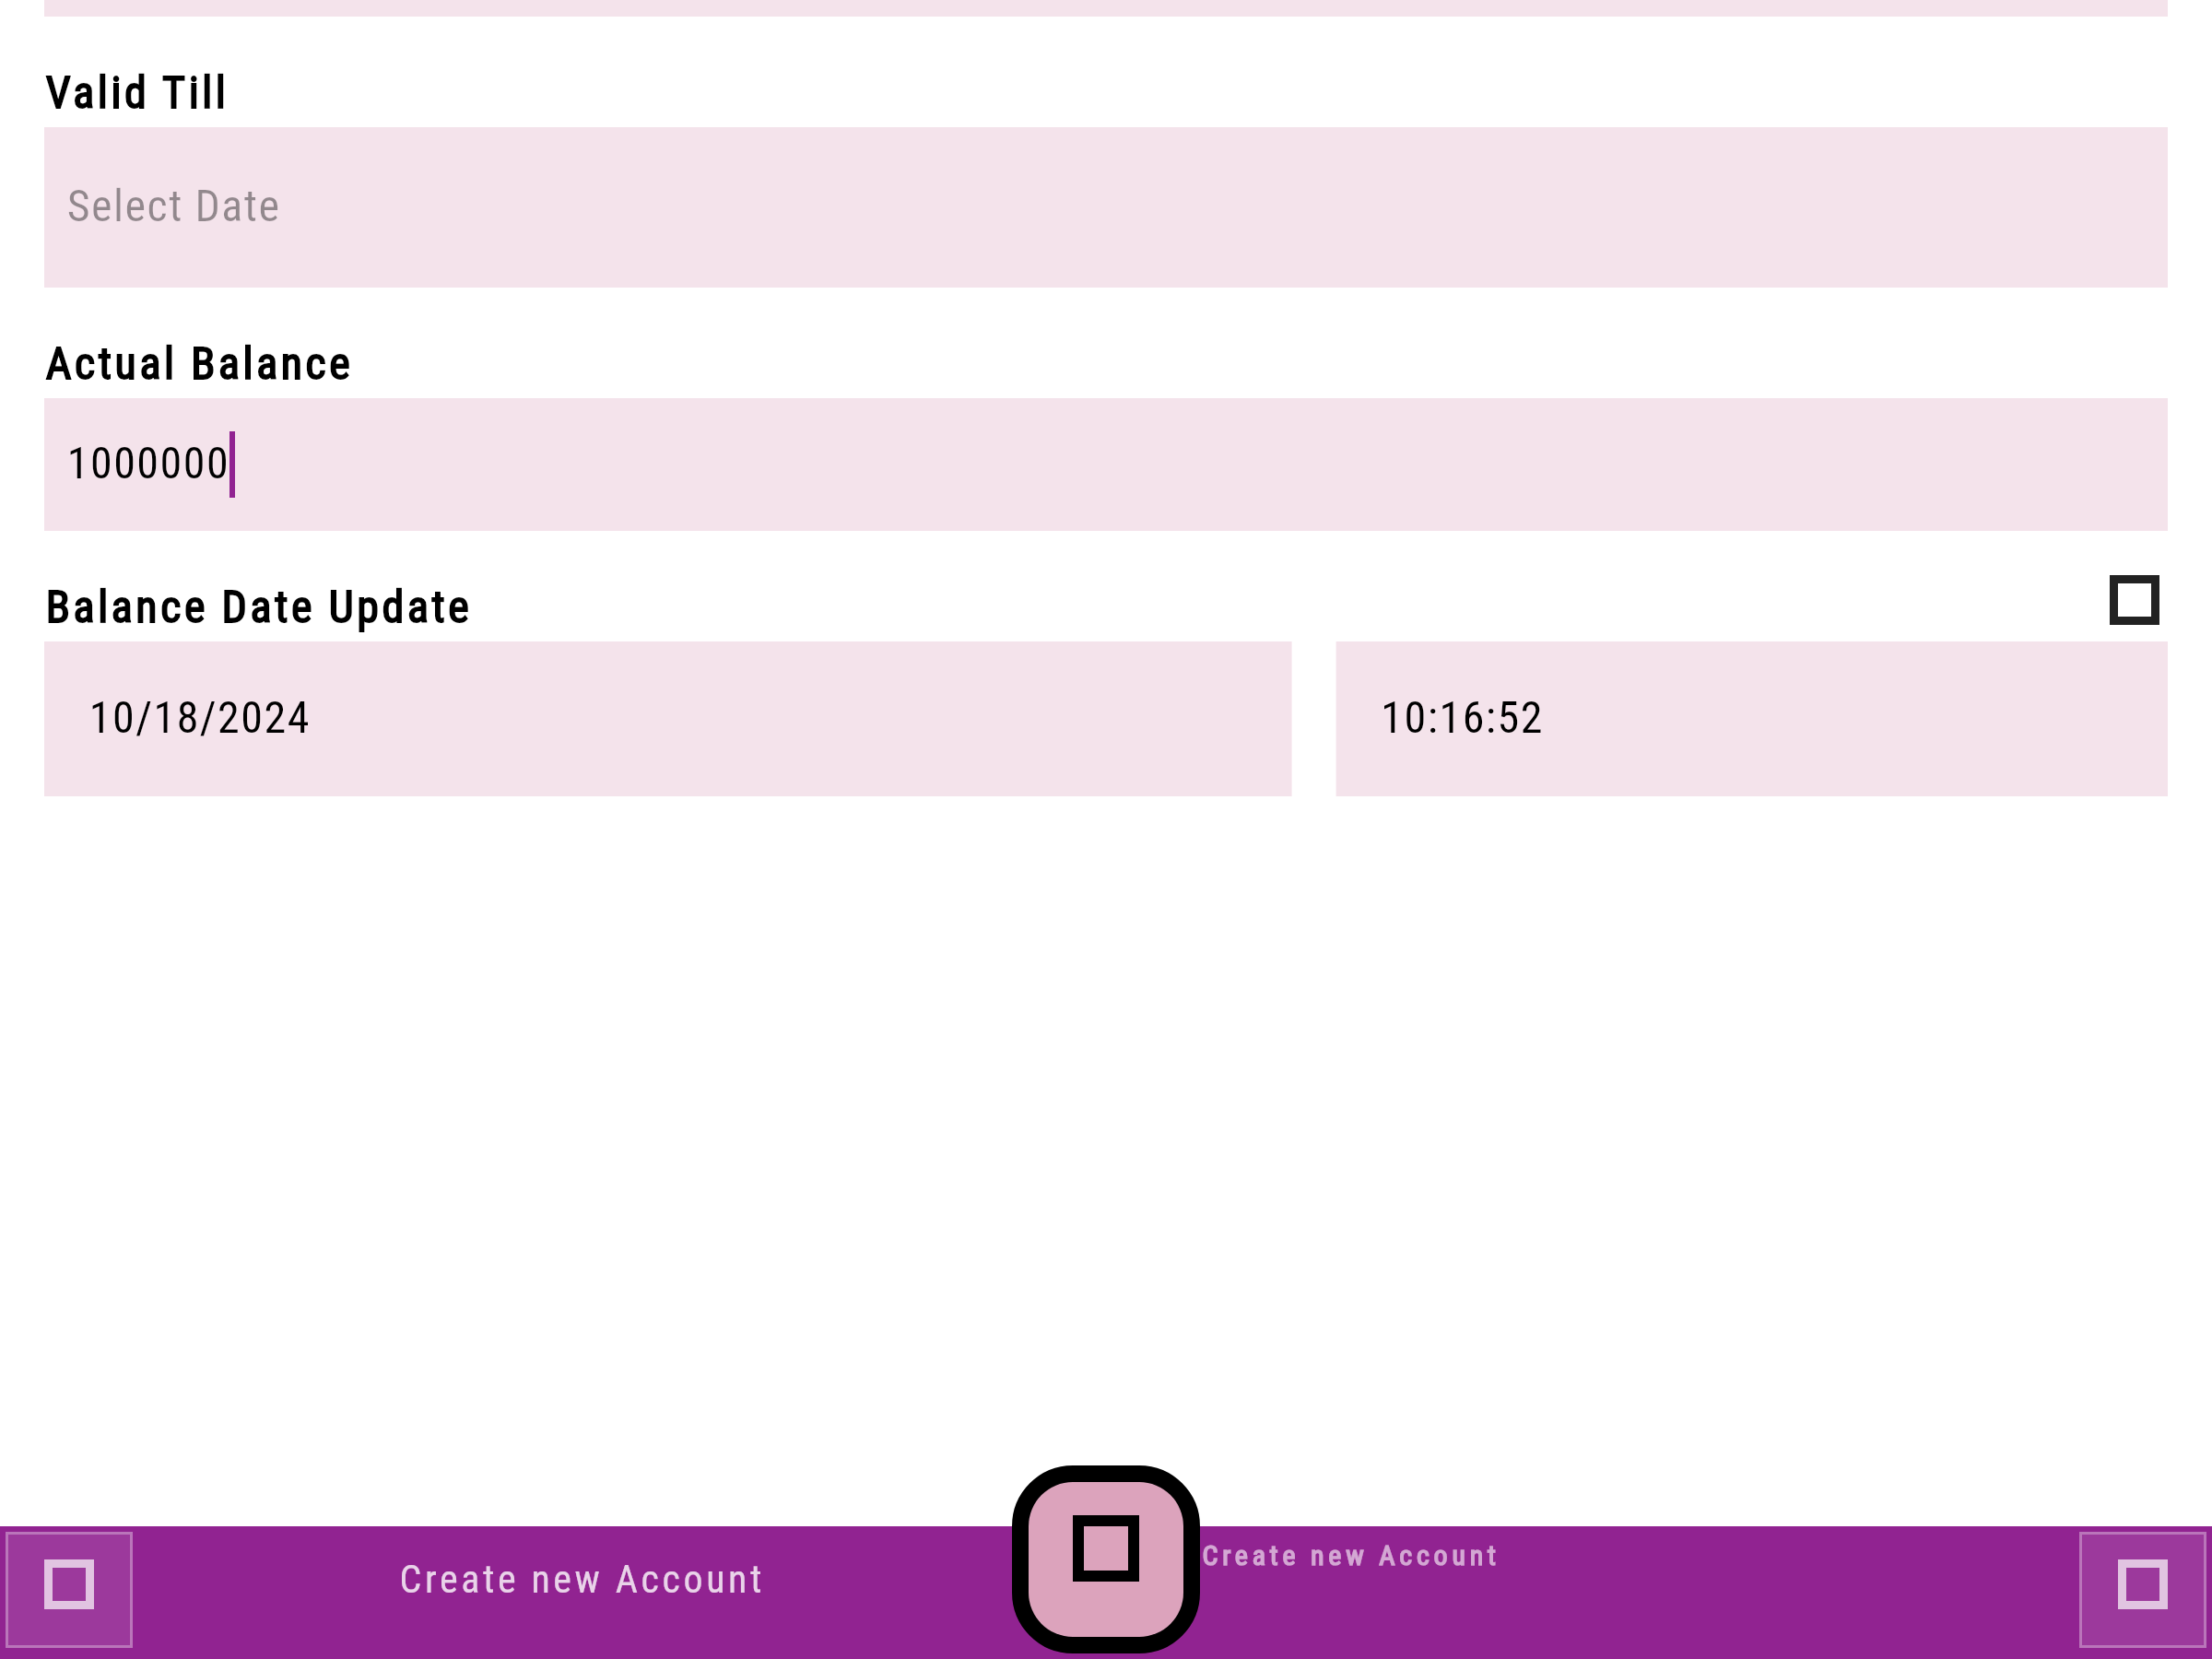 Valid Till
Select Date
Actual Balance
1000000
Balance Date Update
10/18/2024 10:16:52
Create new Account
Create new Account